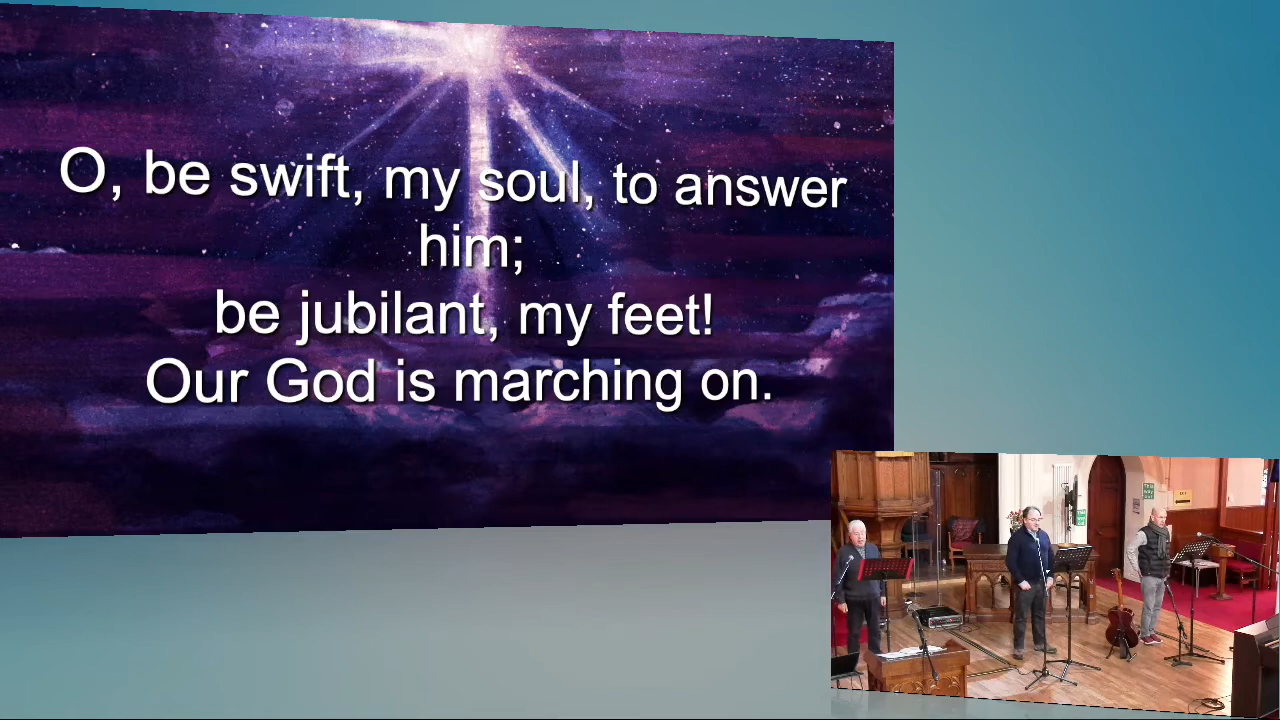 O, be swift, my soul, to answer
him;
be jubilant, my feet!
Our God is marching on.